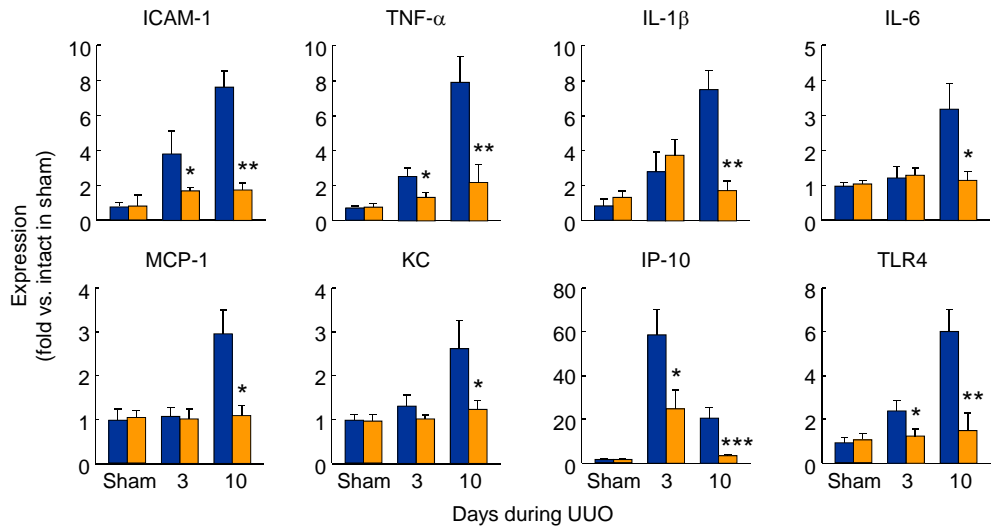 ICAM-1 TNF-α IL-1β IL-6
10 10 10 5
8 8 8 4
6 6 6 3
4 4 4 2
2 2 2 1
0 0 0 0
* ** * ** ** *
Expression
(fold vs. intact in sham)
MCP-1 KC IP-10 TLR4
4 4 80 8
3 3 60 6
2 2 40 4
1 1 20 2
0 0 0 0
* * * *** * **
Sham 3 10 Sham 3 10 Sham 3 10 Sham 3 10
Days during UUO